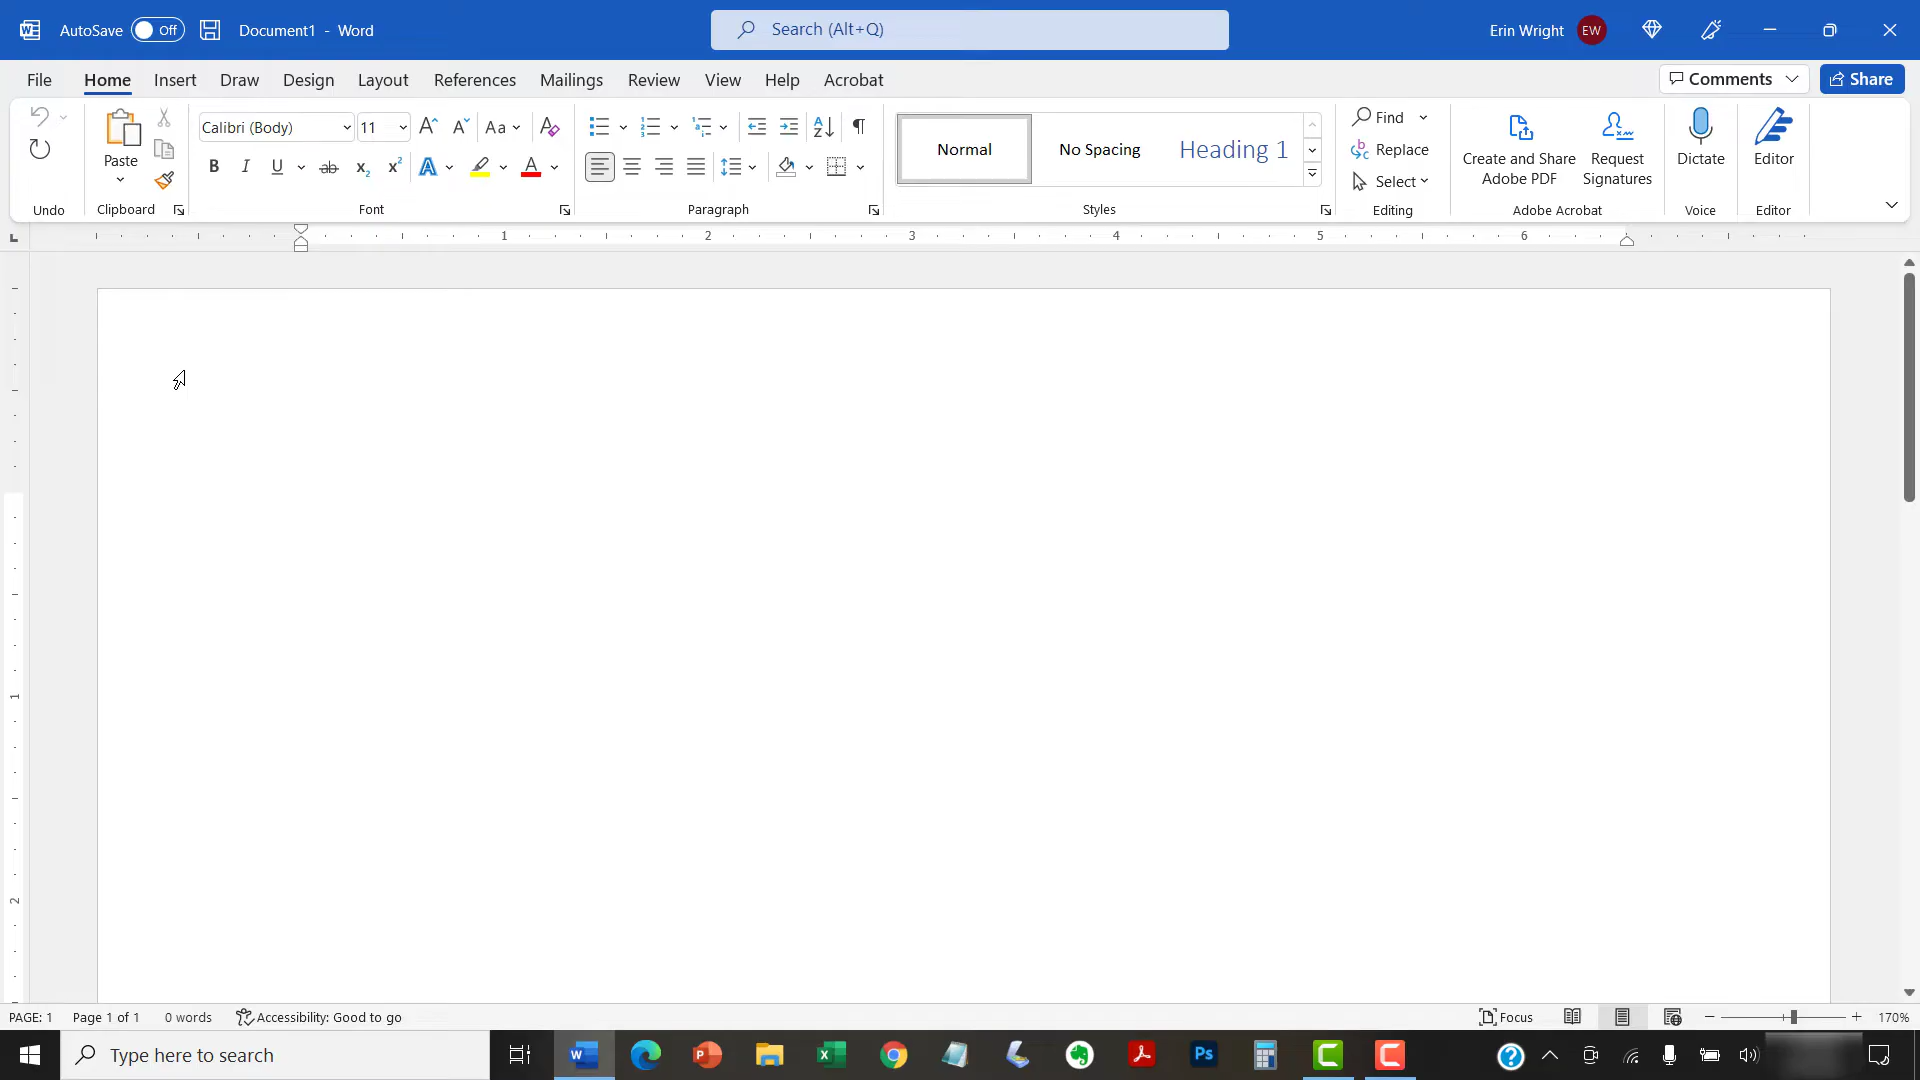 AutoSave Off Document1 - Word Search (Alt+Q) Erin Wright EW
File Home Insert Draw Design Layout References Mailings Review View Help Acrobat Comments Share
Calibri (Body) 11 Aa
Paste
B I U ab x₂ x² A A
Normal No Spacing Heading 1
Find
Replace
Select
Create and Share Adobe PDF
Request Signatures
Dictate
Editor
Undo Clipboard Font Paragraph Styles Editing Adobe Acrobat Voice Editor
1 2 3 4 5 6
1
2
PAGE: 1 Page 1 of 1 0 words Accessibility: Good to go Focus 170%
Type here to search